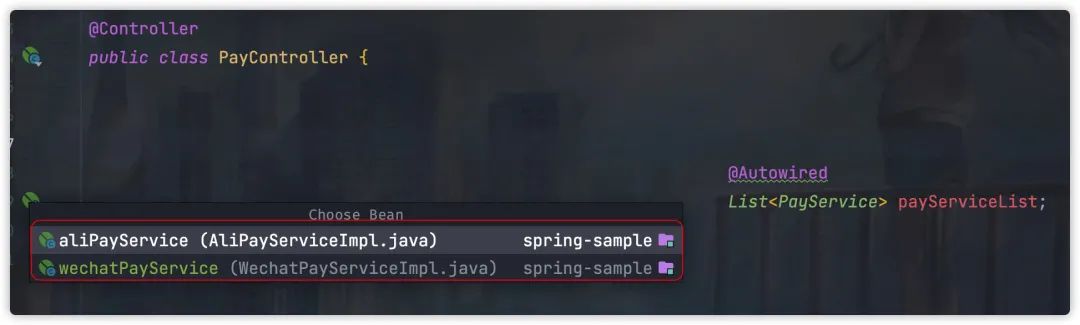 @Controller
public class PayController {
@Autowired
List<PayService> payServiceList;
Choose Bean
aliPayService (AliPayServiceImpl.java) spring-sample
wechatPayService (WechatPayServiceImpl.java) spring-sample